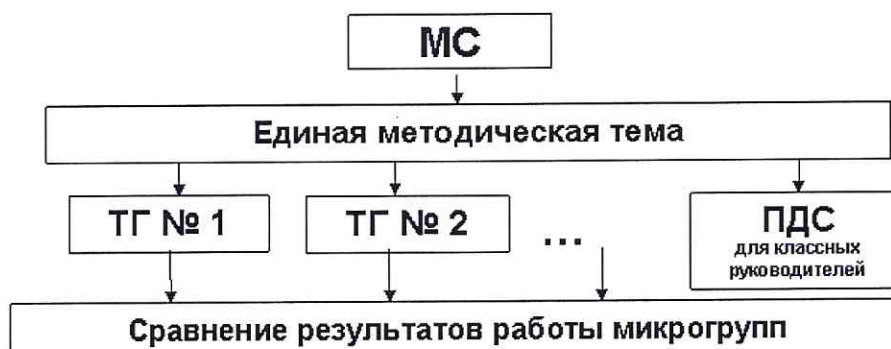 МС
Единая методическая тема
ТГ № 1
ТГ № 2
...
ПДС
для классных
руководителей
Сравнение результатов работы микрогрупп